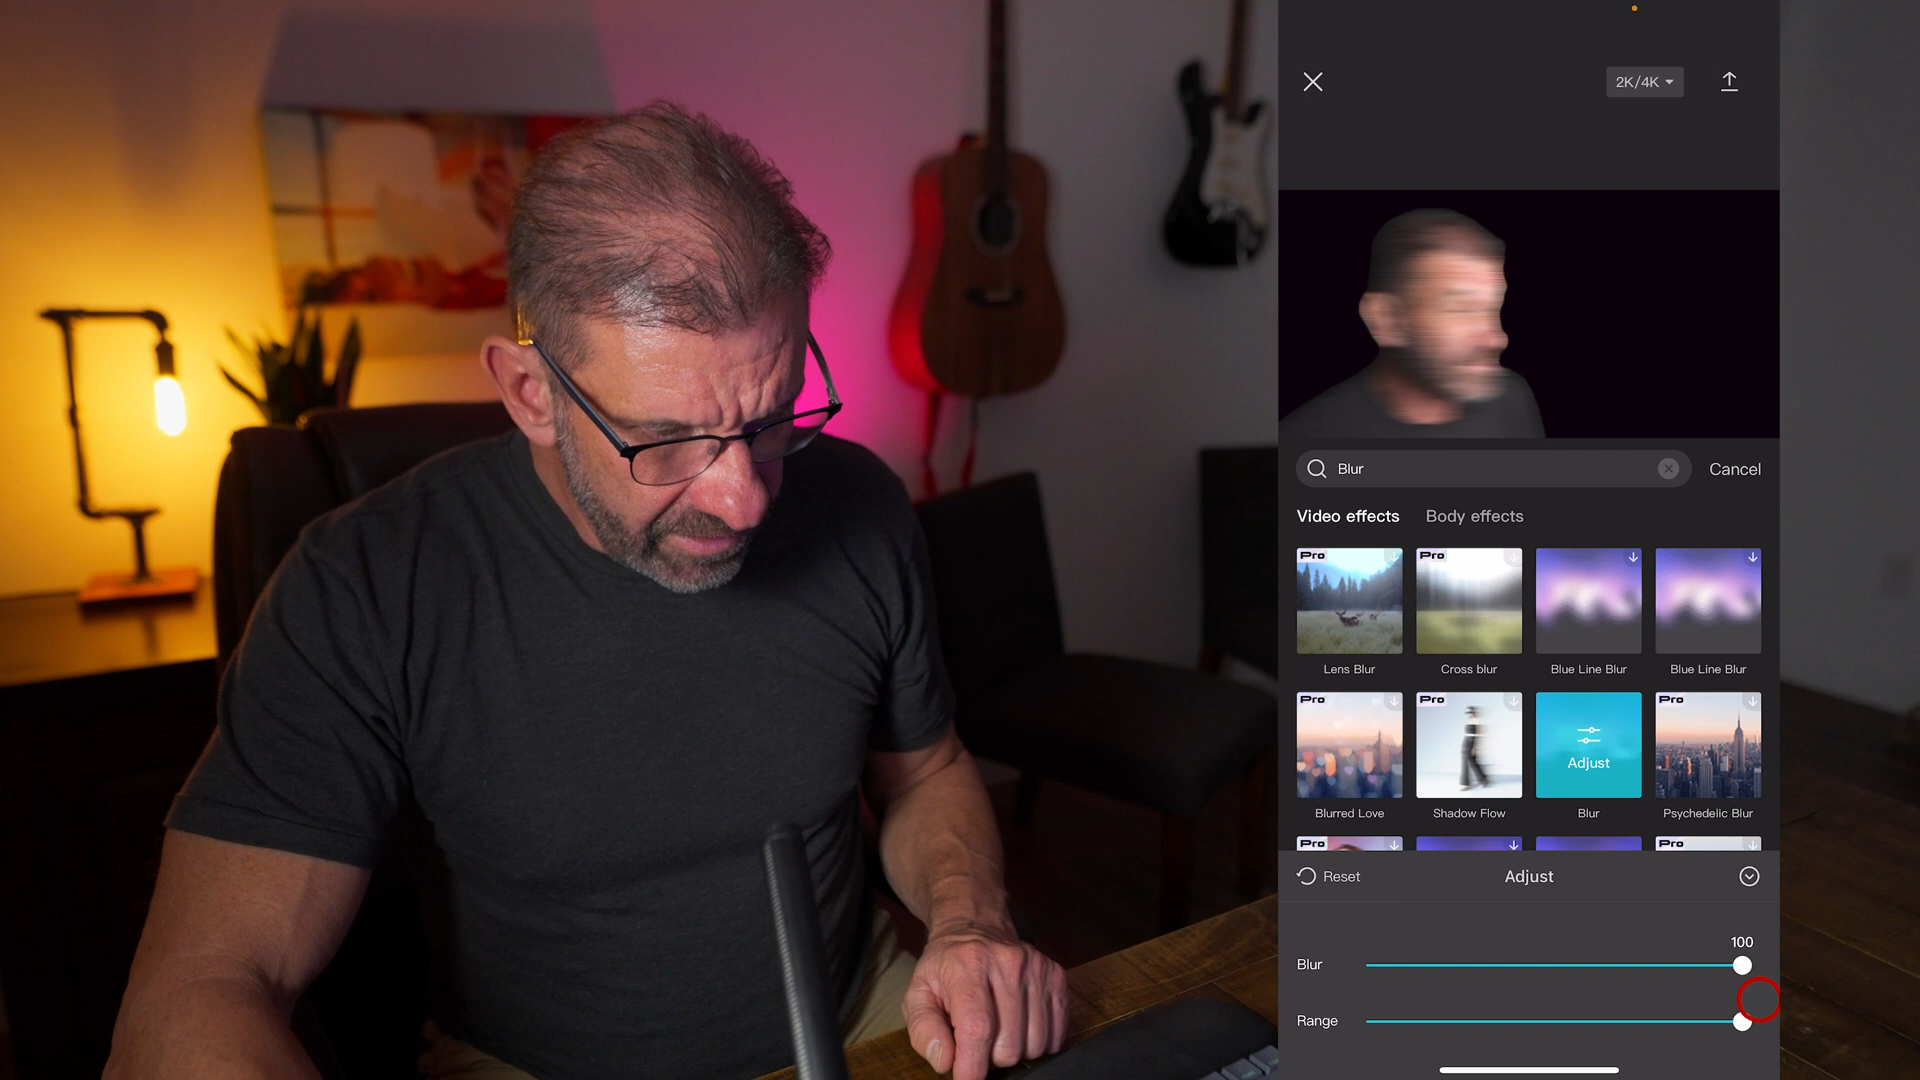 2K/4K
Blur
Cancel
Video effects Body effects
Pro Pro
Lens Blur Cross blur Blue Line Blur Blue Line Blur
Pro Pro Adjust Pro
Blurred Love Shadow Flow Blur Psychedelic Blur
Pro Pro
Reset Adjust
100
Blur
Range